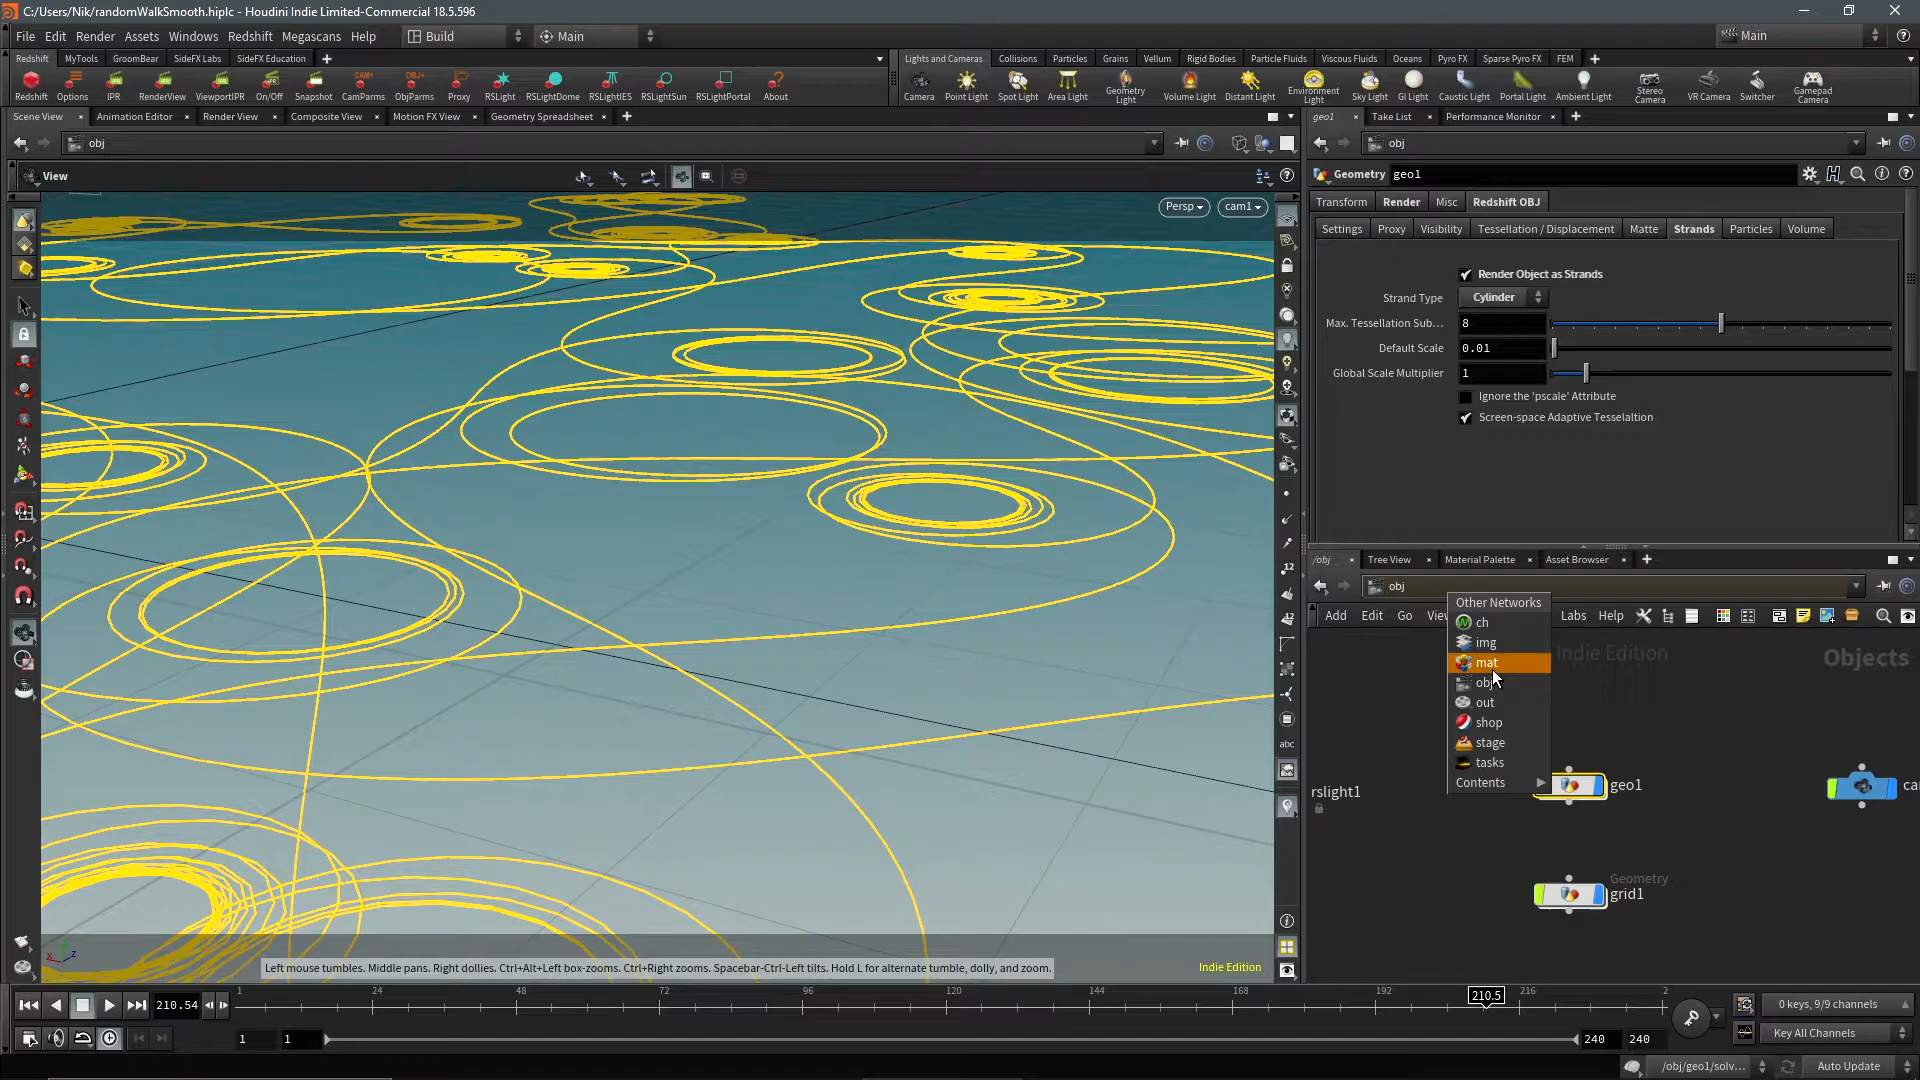 C:/Users/Nik/randomWalkSmooth.hiplc - Houdini Indie Limited-Commercial 18.5.596
File Edit Render Assets Windows Redshift Megascans Help Build Main Main
Redshift MyTools GroomBear SideFX Labs SideFX Education
Lights and Cameras Collisions Particles Grains Vellum Rigid Bodies Particle Fluids Viscous Fluids Oceans Pyro FX Sparse Pyro FX FEM
Redshift Options IPR RenderView ViewportIPR On/Off Snapshot CamParms ObjParms Proxy RSLight RSLightDome RSLightIES RSLightSun RSLightPortal About
Camera Point Light Spot Light Area Light Geometry Light Volume Light Distant Light Environment Light Sky Light GI Light Caustic Light Portal Light Ambient Light Stereo Camera VR Camera Switcher Gamepad Camera
Scene View Animation Editor Render View Composite View Motion FX View Geometry Spreadsheet
geo1 Take List Performance Monitor
obj
obj
View
Geometry geo1
Persp cam1
Transform Render Misc Redshift OBJ
Settings Proxy Visibility Tessellation / Displacement Matte Strands Particles Volume
Render Object as Strands
Strand Type Cylinder
Max. Tessellation Sub... 8
Default Scale 0.01
Global Scale Multiplier 1
Ignore the 'pscale' Attribute
Screen-space Adaptive Tesselaltion
/obj Tree View Material Palette Asset Browser
obj
Add Edit Go Labs Help
Other Networks
ch
img
mat
obj
out
shop
stage
tasks
Contents
Indie Edition
Objects
rslight1
geo1
Geometry
grid1
12
42
abc
x z
Left mouse tumbles. Middle pans. Right dollies. Ctrl+Alt+Left box-zooms. Ctrl+Right zooms. Spacebar-Ctrl-Left tilts. Hold L for alternate tumble, dolly, and zoom.
Indie Edition
210.54
1 24 48 72 96 120 144 168 192 210.5 216 2
0 keys, 9/9 channels
1 1 240 240
Key All Channels
/obj/geo1/solv...
Auto Update